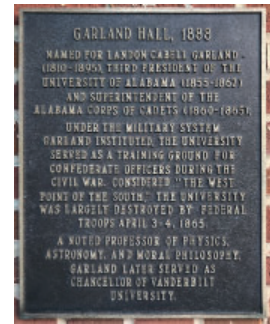 GARLAND HALL, 1888
NAMED FOR LANDON CABELL GARLAND
(1810-1895), THIRD PRESIDENT OF THE
UNIVERSITY OF ALABAMA (1855-1862)
AND SUPERINTENDENT OF THE
ALABAMA CORPS OF CADETS (1860-1865).
UNDER THE MILITARY SYSTEM
GARLAND INSTITUTED, THE UNIVERSITY
SERVED AS A TRAINING GROUND FOR
CONFEDERATE OFFICERS DURING THE
CIVIL WAR. CONSIDERED "THE WEST
POINT OF THE SOUTH," THE UNIVERSITY
WAS LARGELY DESTROYED BY FEDERAL
TROOPS APRIL 3-4, 1865.
A NOTED PROFESSOR OF PHYSICS,
ASTRONOMY, AND MORAL PHILOSOPHY,
GARLAND LATER SERVED AS
CHANCELLOR OF VANDERBILT
UNIVERSITY.